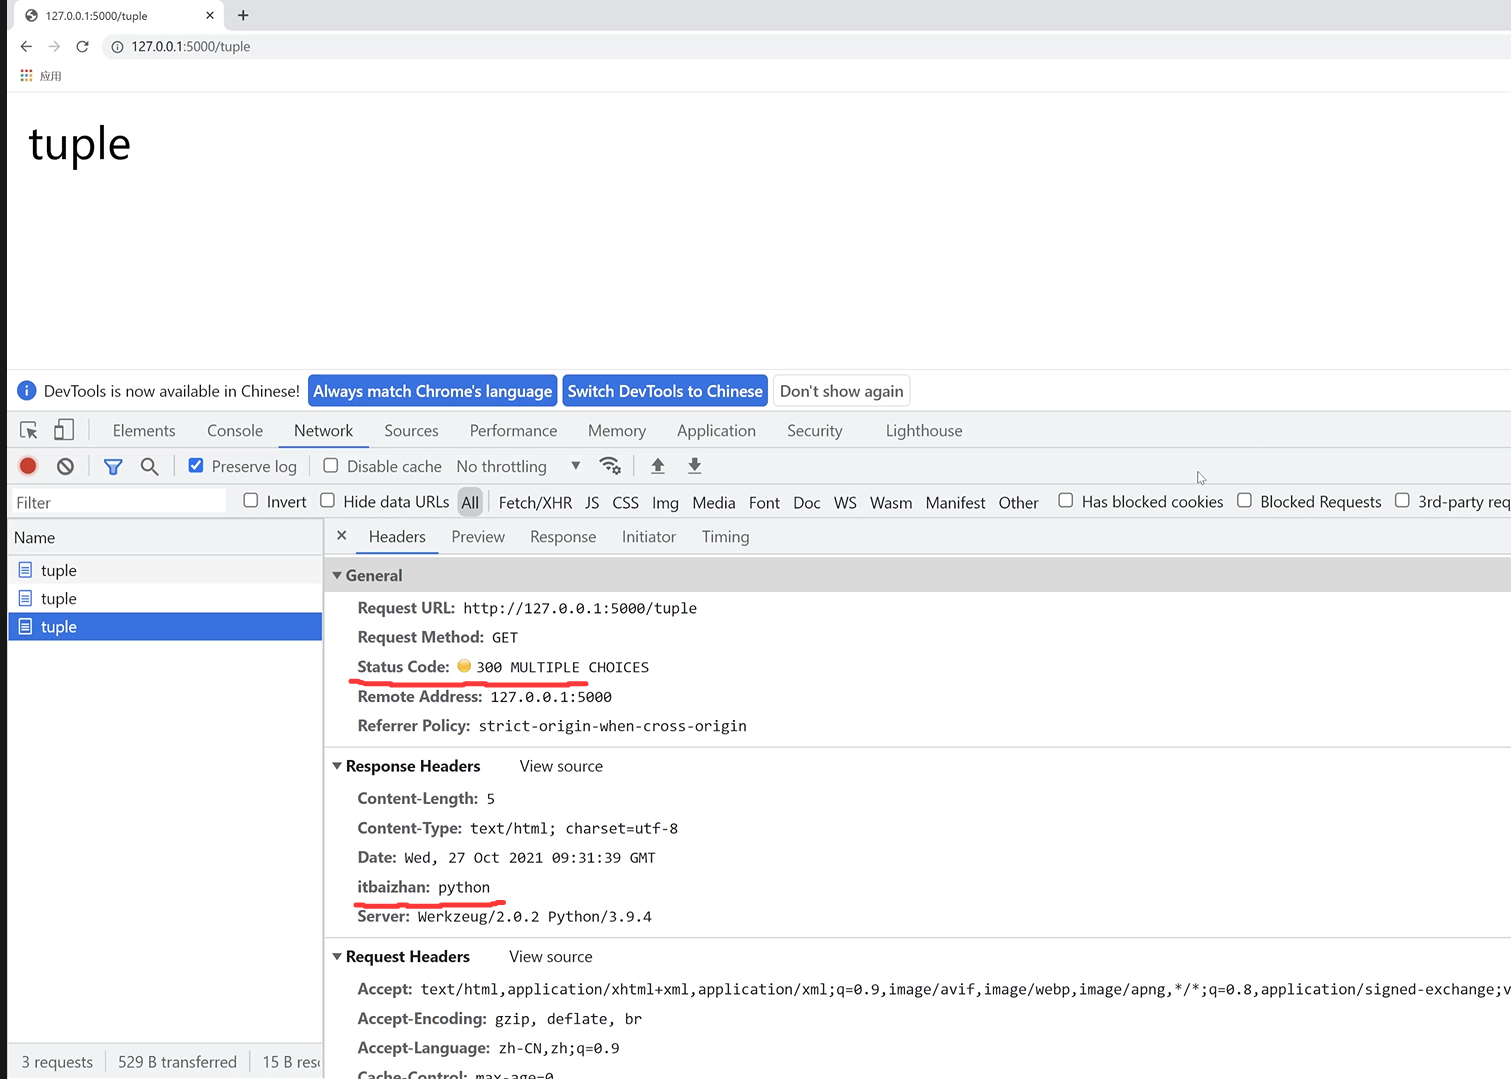 127.0.0.1:5000/tuple
127.0.0.1:5000/tuple
应用
tuple
DevTools is now available in Chinese! Always match Chrome's language Switch DevTools to Chinese Don't show again
Elements Console Network Sources Performance Memory Application Security Lighthouse
Preserve log Disable cache No throttling
Filter Invert Hide data URLs All Fetch/XHR JS CSS Img Media Font Doc WS Wasm Manifest Other Has blocked cookies Blocked Requests 3rd-party req
Name
tuple
tuple
tuple
3 requests 529 B transferred 15 B res
Headers Preview Response Initiator Timing
General
Request URL: http://127.0.0.1:5000/tuple
Request Method: GET
Status Code: 300 MULTIPLE CHOICES
Remote Address: 127.0.0.1:5000
Referrer Policy: strict-origin-when-cross-origin
Response Headers View source
Content-Length: 5
Content-Type: text/html; charset=utf-8
Date: Wed, 27 Oct 2021 09:31:39 GMT
itbaizhan: python
Server: Werkzeug/2.0.2 Python/3.9.4
Request Headers View source
Accept: text/html,application/xhtml+xml,application/xml;q=0.9,image/avif,image/webp,image/apng,*/*;q=0.8,application/signed-exchange;v
Accept-Encoding: gzip, deflate, br
Accept-Language: zh-CN,zh;q=0.9
Cache-Control: max-age=0